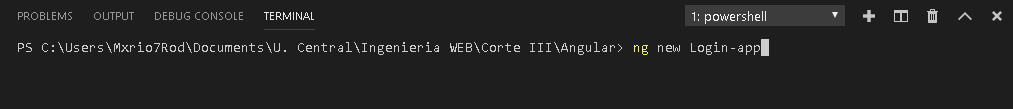 PROBLEMS OUTPUT DEBUG CONSOLE TERMINAL 1: powershell
PS C:\Users\Mxrio7Rod\Documents\U. Central\Ingenieria WEB\Corte III\Angular> ng new Login-app